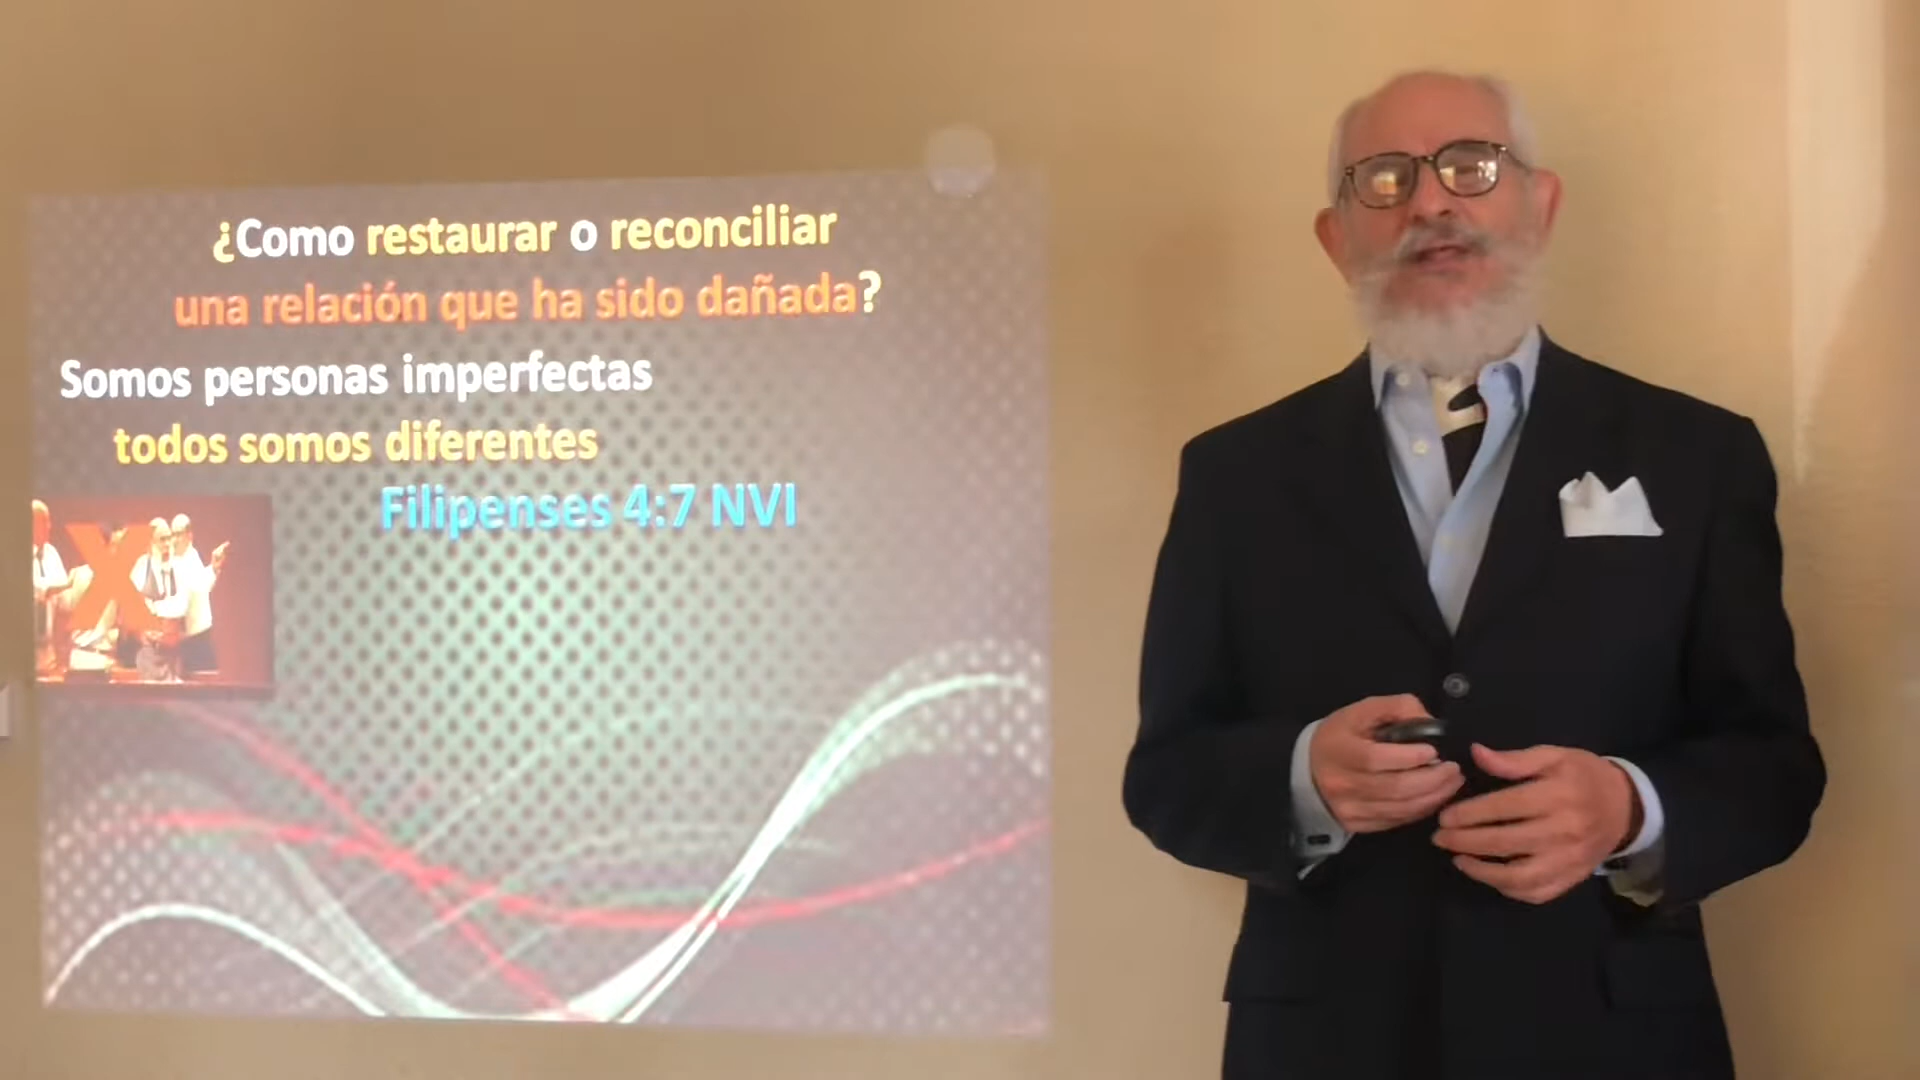 ¿Como restaurar o reconciliar
una relación que ha sido dañada?
Somos personas imperfectas
todos somos diferentes
Filipenses 4:7 NVI